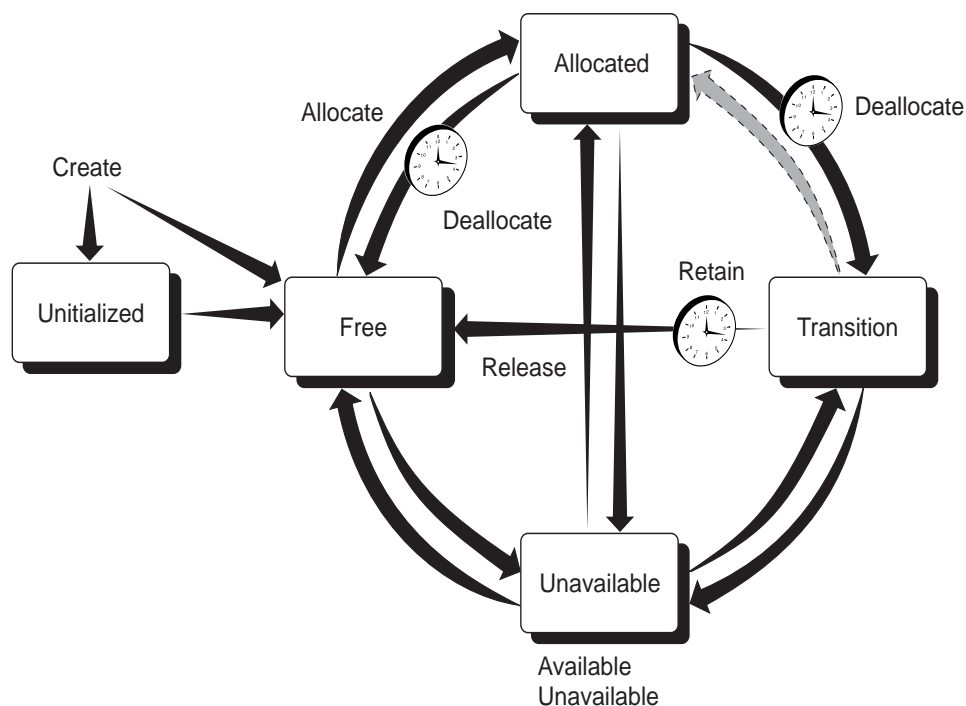 Allocated
Allocate
Deallocate
Create
Deallocate
Retain
Unitialized
Free
Transition
Release
Unavailable
Available
Unavailable